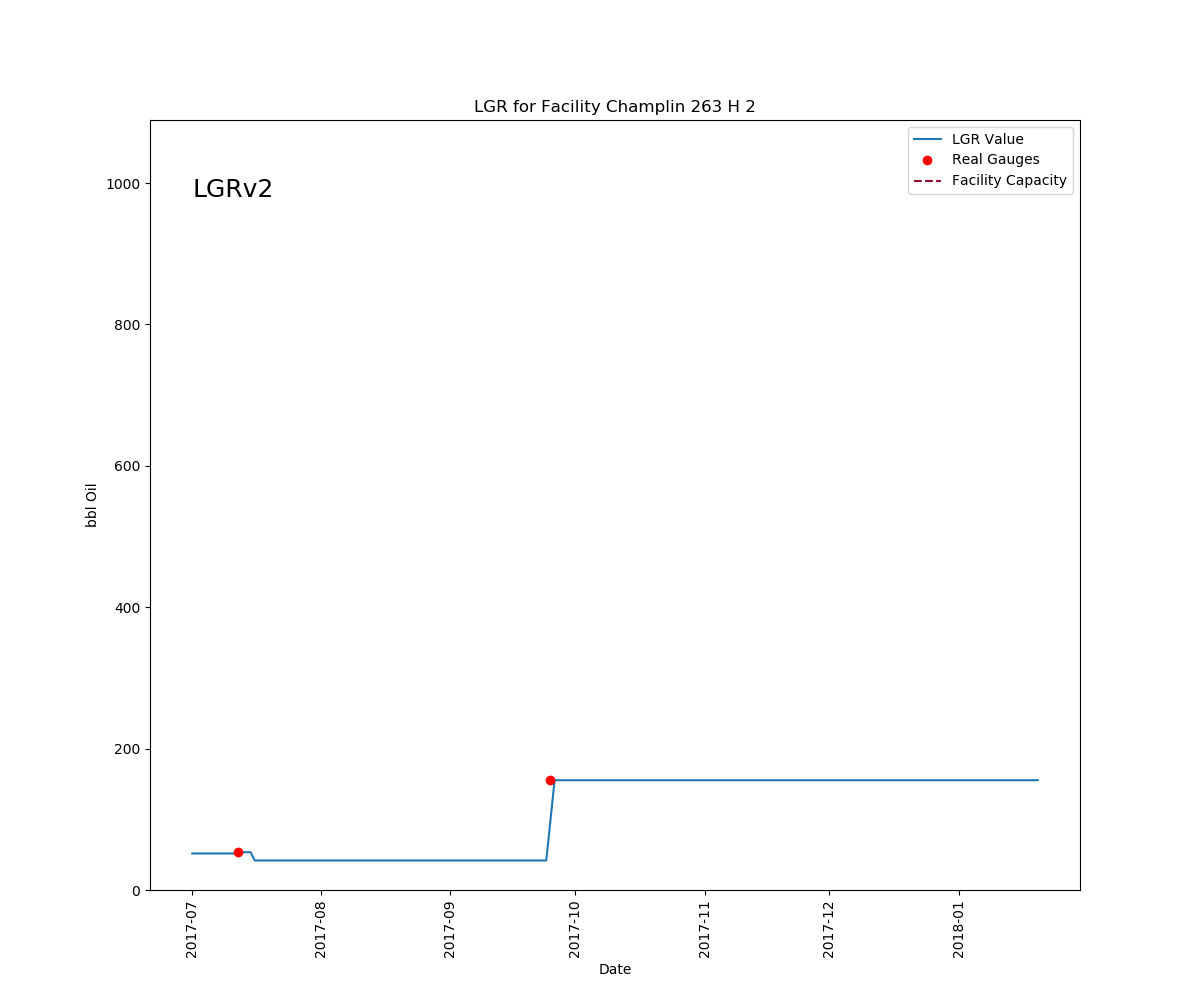 LGR for Facility Champlin 263 H 2
LGRv2
LGR Value
Real Gauges
Facility Capacity
bbl Oil
1000
800
600
400
200
0
2017-07
2017-08
2017-09
2017-10
2017-11
2017-12
2018-01
Date